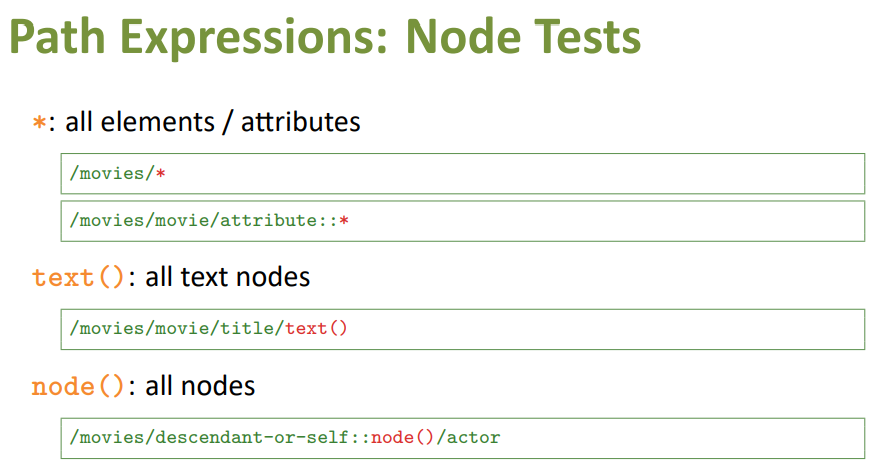 Path Expressions: Node Tests
*: all elements / attributes
/movies/*
/movies/movie/attribute::*
text(): all text nodes
/movies/movie/title/text()
node(): all nodes
/movies/descendant-or-self::node()/actor